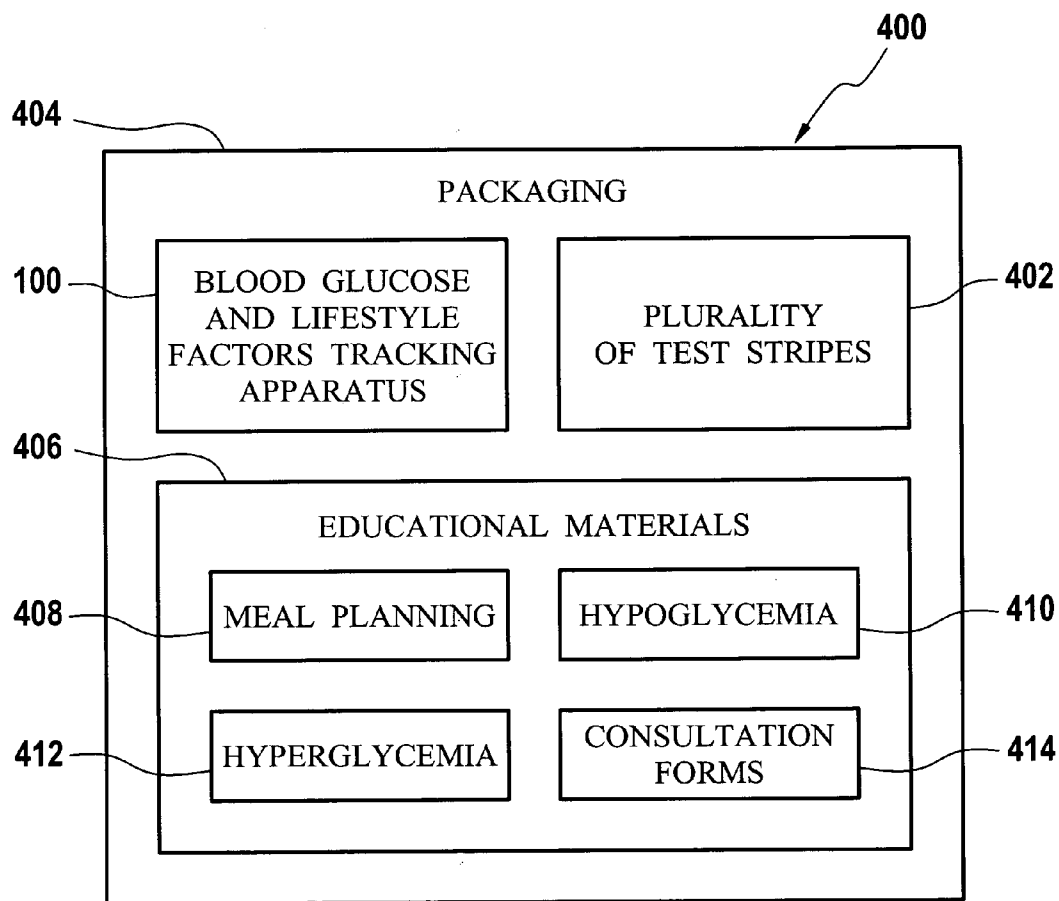 400
404
PACKAGING
100
BLOOD GLUCOSE
AND LIFESTYLE
FACTORS TRACKING
APPARATUS
PLURALITY
OF TEST STRIPES
402
406
EDUCATIONAL MATERIALS
408
MEAL PLANNING
HYPOGLYCEMIA
410
412
HYPERGLYCEMIA
CONSULTATION
FORMS
414